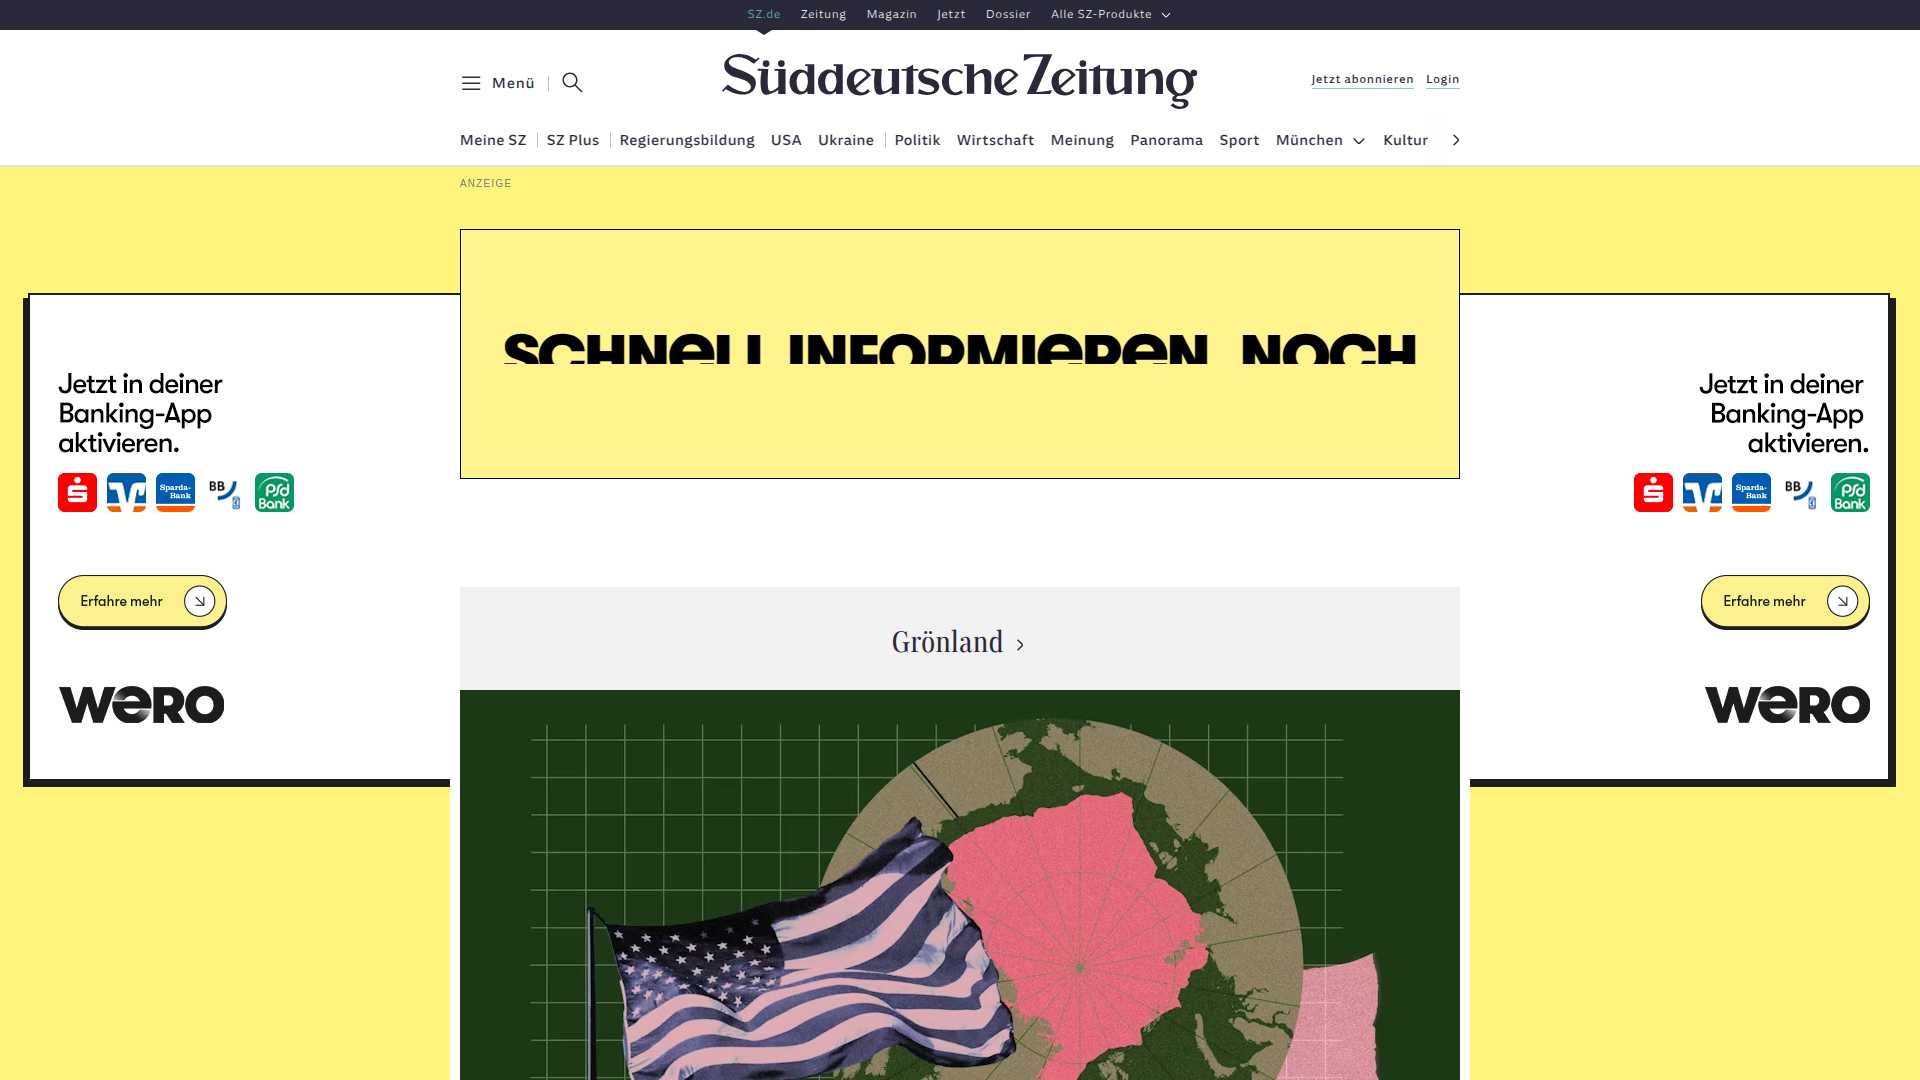 SZ.de Zeitung Magazin Jetzt Dossier Alle SZ-Produkte
Menü
Süddeutsche Zeitung
Jetzt abonnieren Login
Meine SZ SZ Plus Regierungsbildung USA Ukraine Politik Wirtschaft Meinung Panorama Sport München Kultur
ANZEIGE
SCHNELL INFORMIEREN, NOCH
Jetzt in deiner
Banking-App
aktivieren.
Sparda-
Bank
BB
psd
Bank
Erfahre mehr
wero
Jetzt in deiner
Banking-App
aktivieren.
Sparda-
Bank
BB
psd
Bank
Erfahre mehr
wero
Grönland